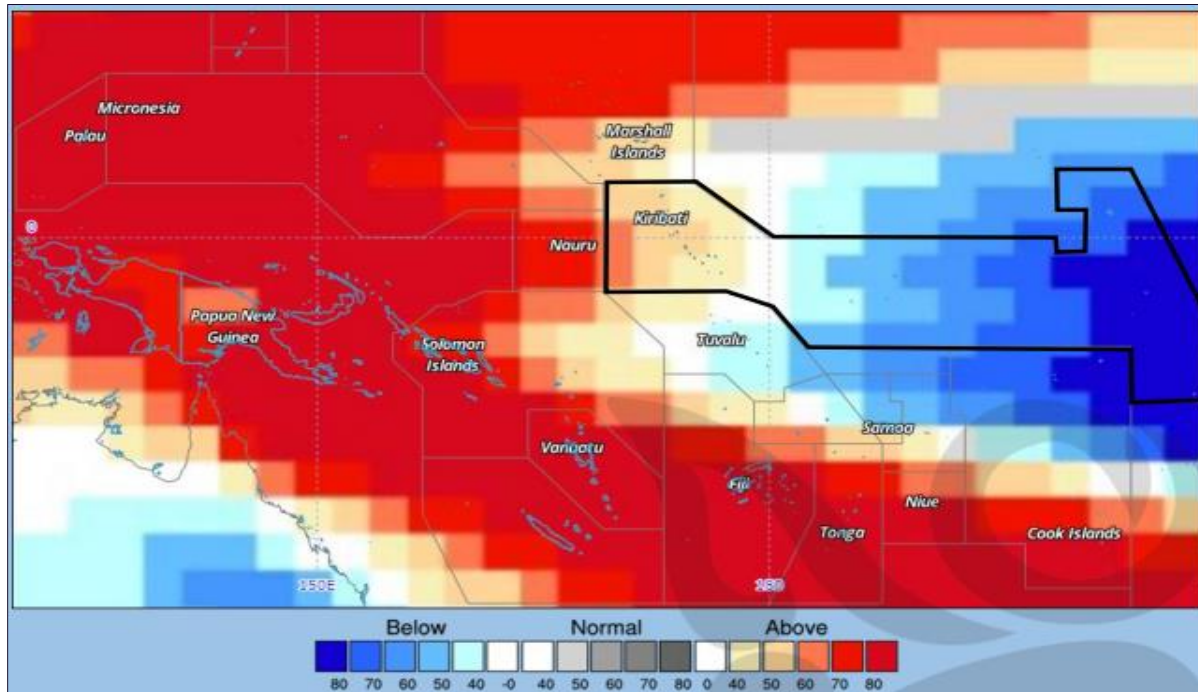 Micronesia
Palau
Marshall
Islands
Kiribati
0
Nauru
Papua New
Guinea
Solomon
Islands
Tuvalu
Samoa
Vanuatu
Fiji
Niue
Tonga
Cook Islands
150E
180
Below Normal Above
80 70 60 50 40 -0 40 50 60 70 80 0 40 50 60 70 80